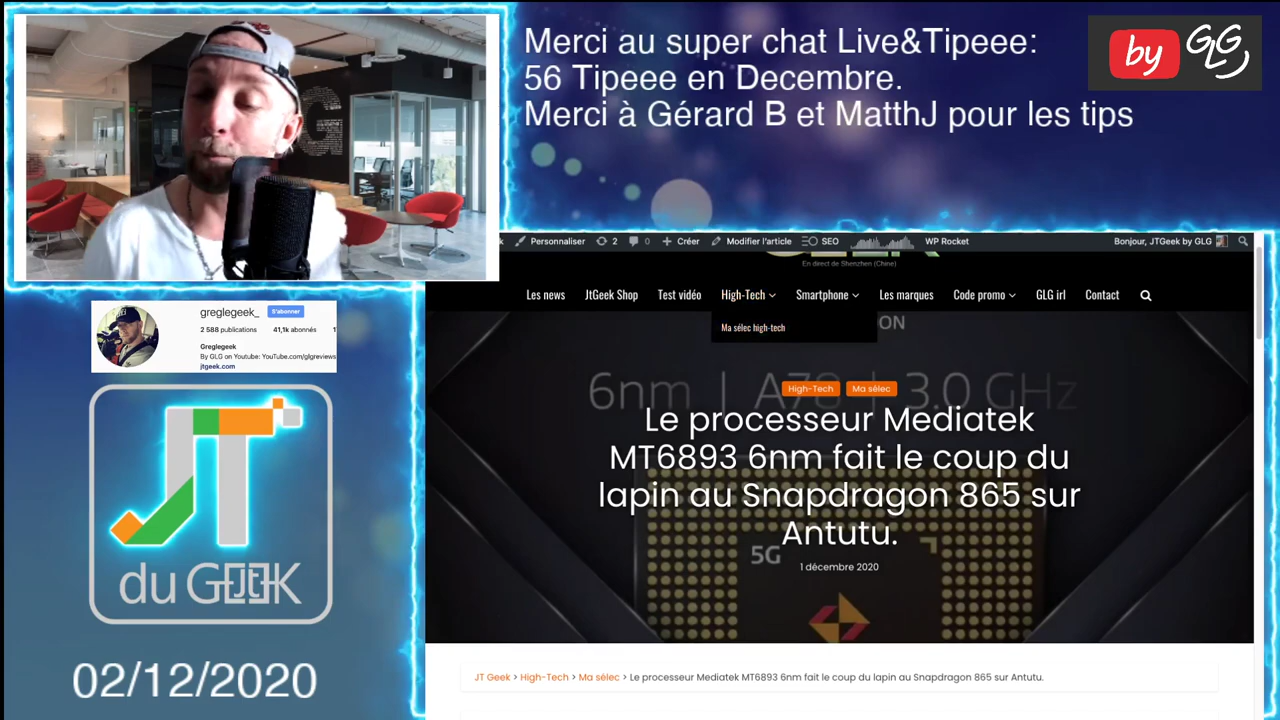 Merci au super chat Live&Tipeee:
56 Tipeee en Decembre.
Merci à Gérard B et MatthJ pour les tips
by GLG
Personnaliser 2 0 Créer Modifier l'article SEO WP Rocket Bonjour, JTGeek by GLG
En direct de Shenzhen (Chine)
Les news JtGeek Shop Test vidéo High-Tech Smartphone Les marques Code promo GLG irl Contact
Ma sélec high-tech
greglegeek_ S'abonner
2 588 publications 41,1k abonnés
Greglegeek
By GLG on Youtube: YouTube.com/glgreviews
jtgeek.com
6nm | A78 | 3.0 GHz
High-Tech Ma sélec
Le processeur Mediatek
MT6893 6nm fait le coup du
lapin au Snapdragon 865 sur
Antutu.
5G
1 décembre 2020
JT
du GEEK
02/12/2020
JT Geek > High-Tech > Ma sélec > Le processeur Mediatek MT6893 6nm fait le coup du lapin au Snapdragon 865 sur Antutu.